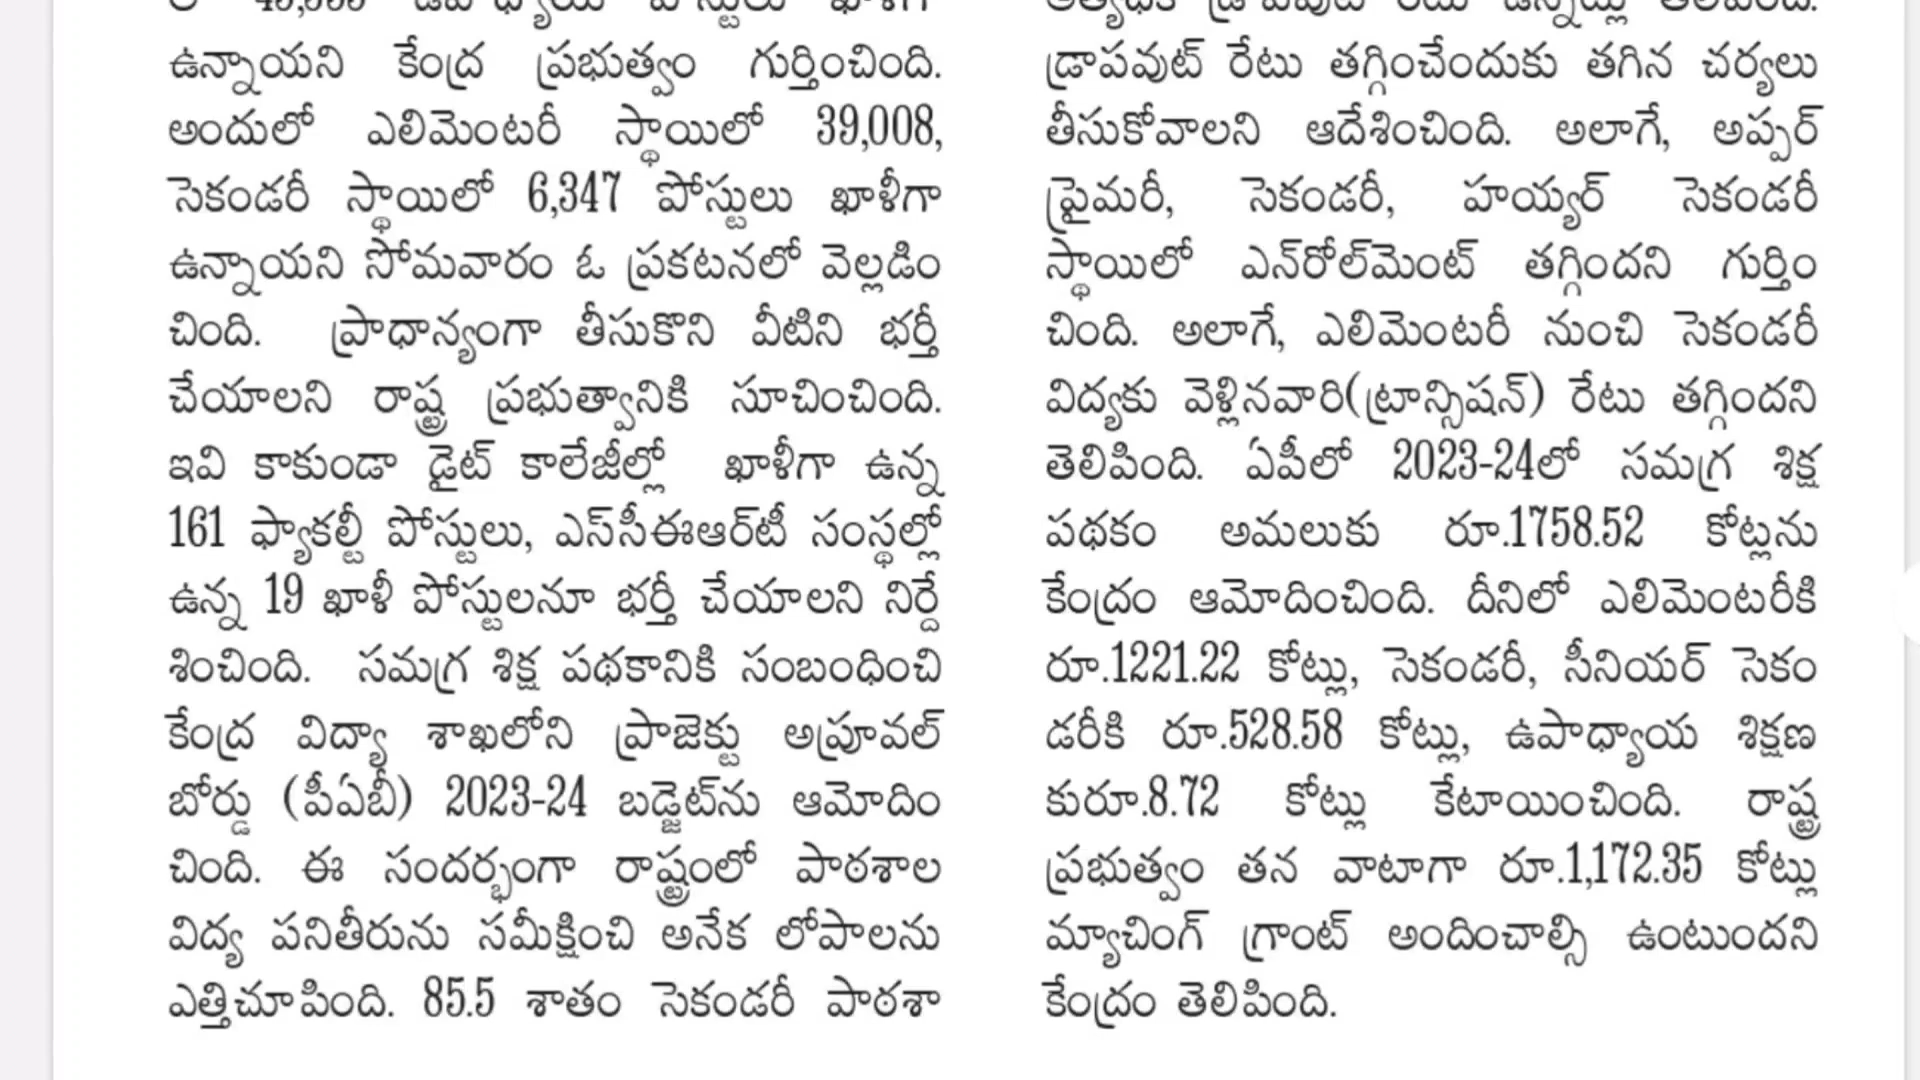 ఉన్నాయని కేంద్ర ప్రభుత్వం గుర్తించింది.
అందులో ఎలిమెంటరీ స్థాయిలో 39,008,
సెకండరీ స్థాయిలో 6,347 పోస్టులు ఖాళీగా
ఉన్నాయని సోమవారం ఓ ప్రకటనలో వెల్లడిం
చింది. ప్రాధాన్యంగా తీసుకొని వీటిని భర్తీ
చేయాలని రాష్ట్ర ప్రభుత్వానికి సూచించింది.
ఇవి కాకుండా డైట్ కాలేజీల్లో ఖాళీగా ఉన్న
161 ఫ్యాకల్టీ పోస్టులు, ఎస్‌సీఈఆర్‌టీ సంస్థల్లో
ఉన్న 19 ఖాళీ పోస్టులనూ భర్తీ చేయాలని నిర్దే
శించింది. సమగ్ర శిక్ష పథకానికి సంబంధించి
కేంద్ర విద్యా శాఖలోని ప్రాజెక్టు అప్రూవల్
బోర్డు (పీఏబీ) 2023-24 బడ్జెట్‌ను ఆమోదిం
చింది. ఈ సందర్భంగా రాష్ట్రంలో పాఠశాల
విద్య పనితీరును సమీక్షించి అనేక లోపాలను
ఎత్తిచూపింది. 85.5 శాతం సెకండరీ పాఠశా
డ్రాపవుట్ రేటు తగ్గించేందుకు తగిన చర్యలు
తీసుకోవాలని ఆదేశించింది. అలాగే, అప్పర్
ప్రైమరీ, సెకండరీ, హయ్యర్ సెకండరీ
స్థాయిలో ఎన్‌రోల్‌మెంట్ తగ్గిందని గుర్తిం
చింది. అలాగే, ఎలిమెంటరీ నుంచి సెకండరీ
విద్యకు వెళ్లినవారి(ట్రాన్సిషన్) రేటు తగ్గిందని
తెలిపింది. ఏపీలో 2023-24లో సమగ్ర శిక్ష
పథకం అమలుకు రూ.1758.52 కోట్లను
కేంద్రం ఆమోదించింది. దీనిలో ఎలిమెంటరీకి
రూ.1221.22 కోట్లు, సెకండరీ, సీనియర్ సెకం
డరీకి రూ.528.58 కోట్లు, ఉపాధ్యాయ శిక్షణ
కురూ.8.72 కోట్లు కేటాయించింది. రాష్ట్ర
ప్రభుత్వం తన వాటాగా రూ.1,172.35 కోట్లు
మ్యాచింగ్ గ్రాంట్ అందించాల్సి ఉంటుందని
కేంద్రం తెలిపింది.